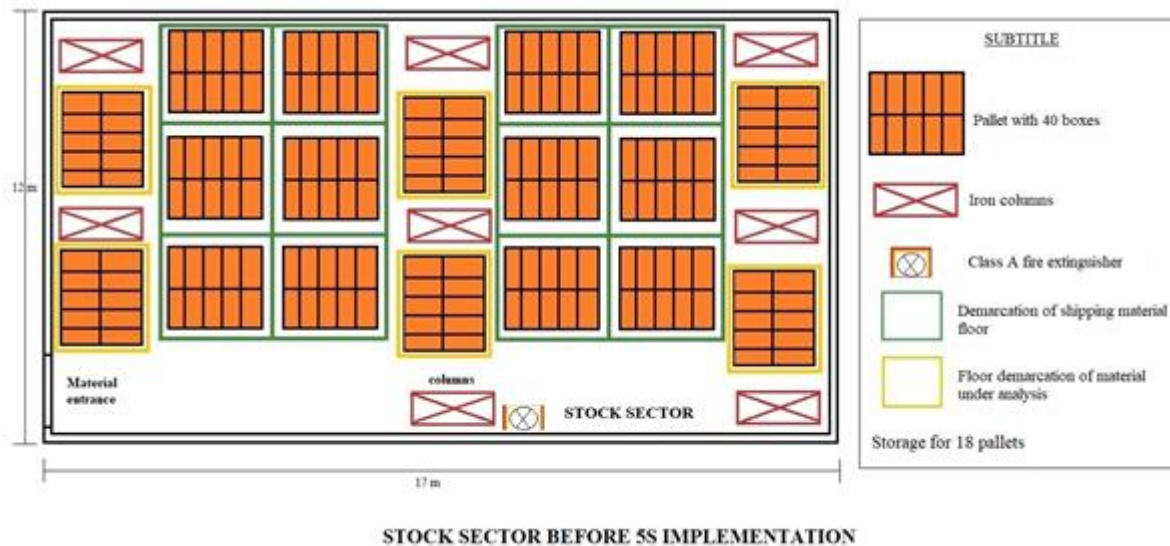 SUBTITLE
Pallet with 40 boxes
12 m
Iron columns
Class A fire extinguisher
Demarcation of shipping material
floor
Floor demarcation of material
under analysis
Material
entrance
columns
STOCK SECTOR
Storage for 18 pallets
17 m
STOCK SECTOR BEFORE 5S IMPLEMENTATION